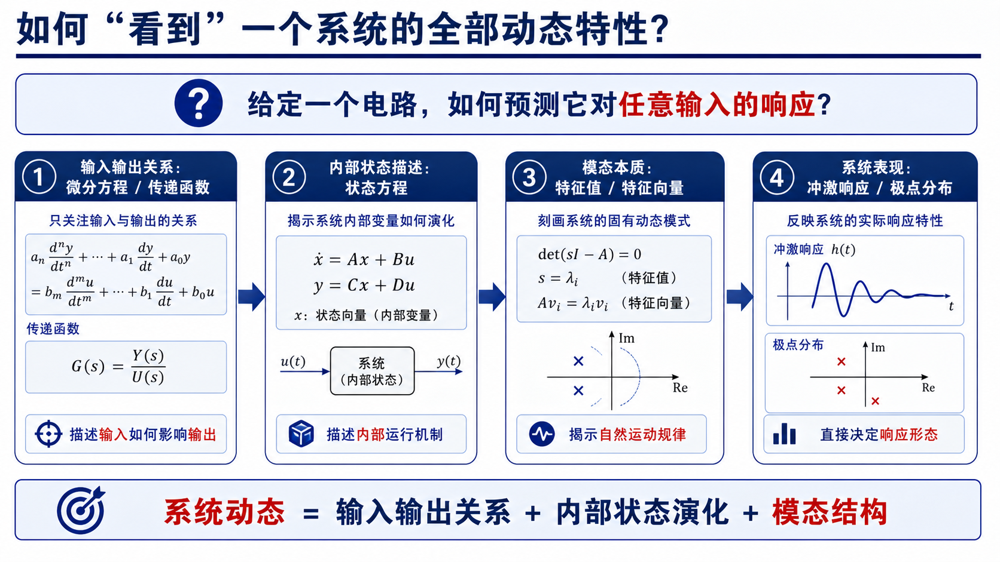 如何“看到”一个系统的全部动态特性?
? 给定一个电路，如何预测它对任意输入的响应?
1 输入输出关系:
微分方程 / 传递函数
只关注输入与输出的关系
a_n d^n y/dt^n + ⋯ + a_1 dy/dt + a_0 y
= b_m d^m u/dt^m + ⋯ + b_1 du/dt + b_0 u
传递函数
G(s) = Y(s)/U(s)
描述输入如何影响输出
2 内部状态描述:
状态方程
揭示系统内部变量如何演化
ẋ = Ax + Bu
y = Cx + Du
x: 状态向量（内部变量）
u(t)
系统
（内部状态）
y(t)
描述内部运行机制
3 模态本质:
特征值 / 特征向量
刻画系统的固有动态模式
det(sI − A) = 0
s = λ_i （特征值）
Av_i = λ_i v_i （特征向量）
Im
Re
揭示自然运动规律
4 系统表现:
冲激响应 / 极点分布
反映系统的实际响应特性
冲激响应 h(t)
t
极点分布
Im
Re
直接决定响应形态
系统动态 = 输入输出关系 + 内部状态演化 + 模态结构